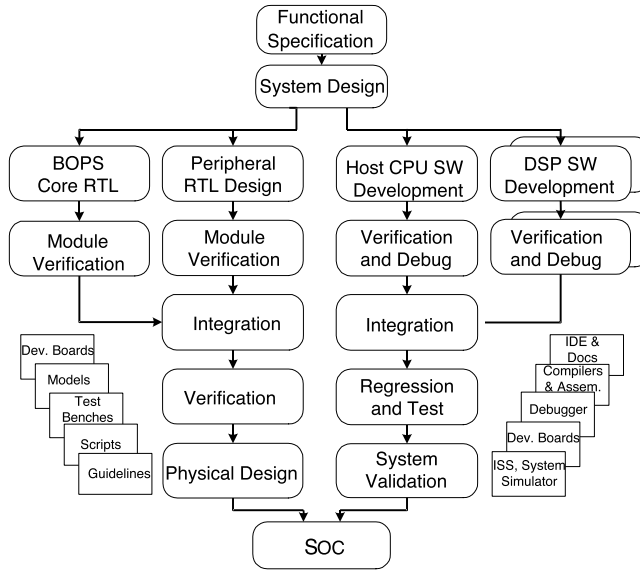 Functional
Specification
System Design
BOPS
Core RTL
Peripheral
RTL Design
Host CPU SW
Development
DSP SW
Development
Module
Verification
Module
Verification
Verification
and Debug
Verification
and Debug
Integration
Integration
Dev. Boards
Models
Test
Benches
Scripts
Guidelines
Verification
Regression
and Test
IDE &
Docs
Compilers
& Assem.
Debugger
Dev. Boards
ISS, System
Simulator
Physical Design
System
Validation
SOC